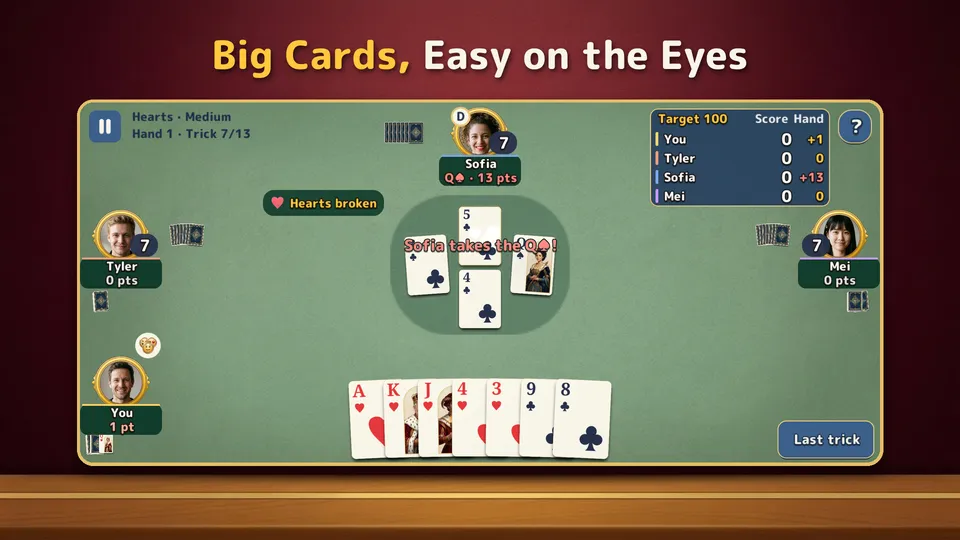 Big Cards, Easy on the Eyes
Hearts · Medium
Hand 1 · Trick 7/13
D
7
Sofia
Q♠ · 13 pts
Target 100 Score Hand
You 0 +1
Tyler 0 0
Sofia 0 +13
Mei 0 0
?
Hearts broken
7
Tyler
0 pts
7
Mei
0 pts
5
Sofia takes the Q♠!
4
You
1 pt
A K J 4 3 9 8
Last trick